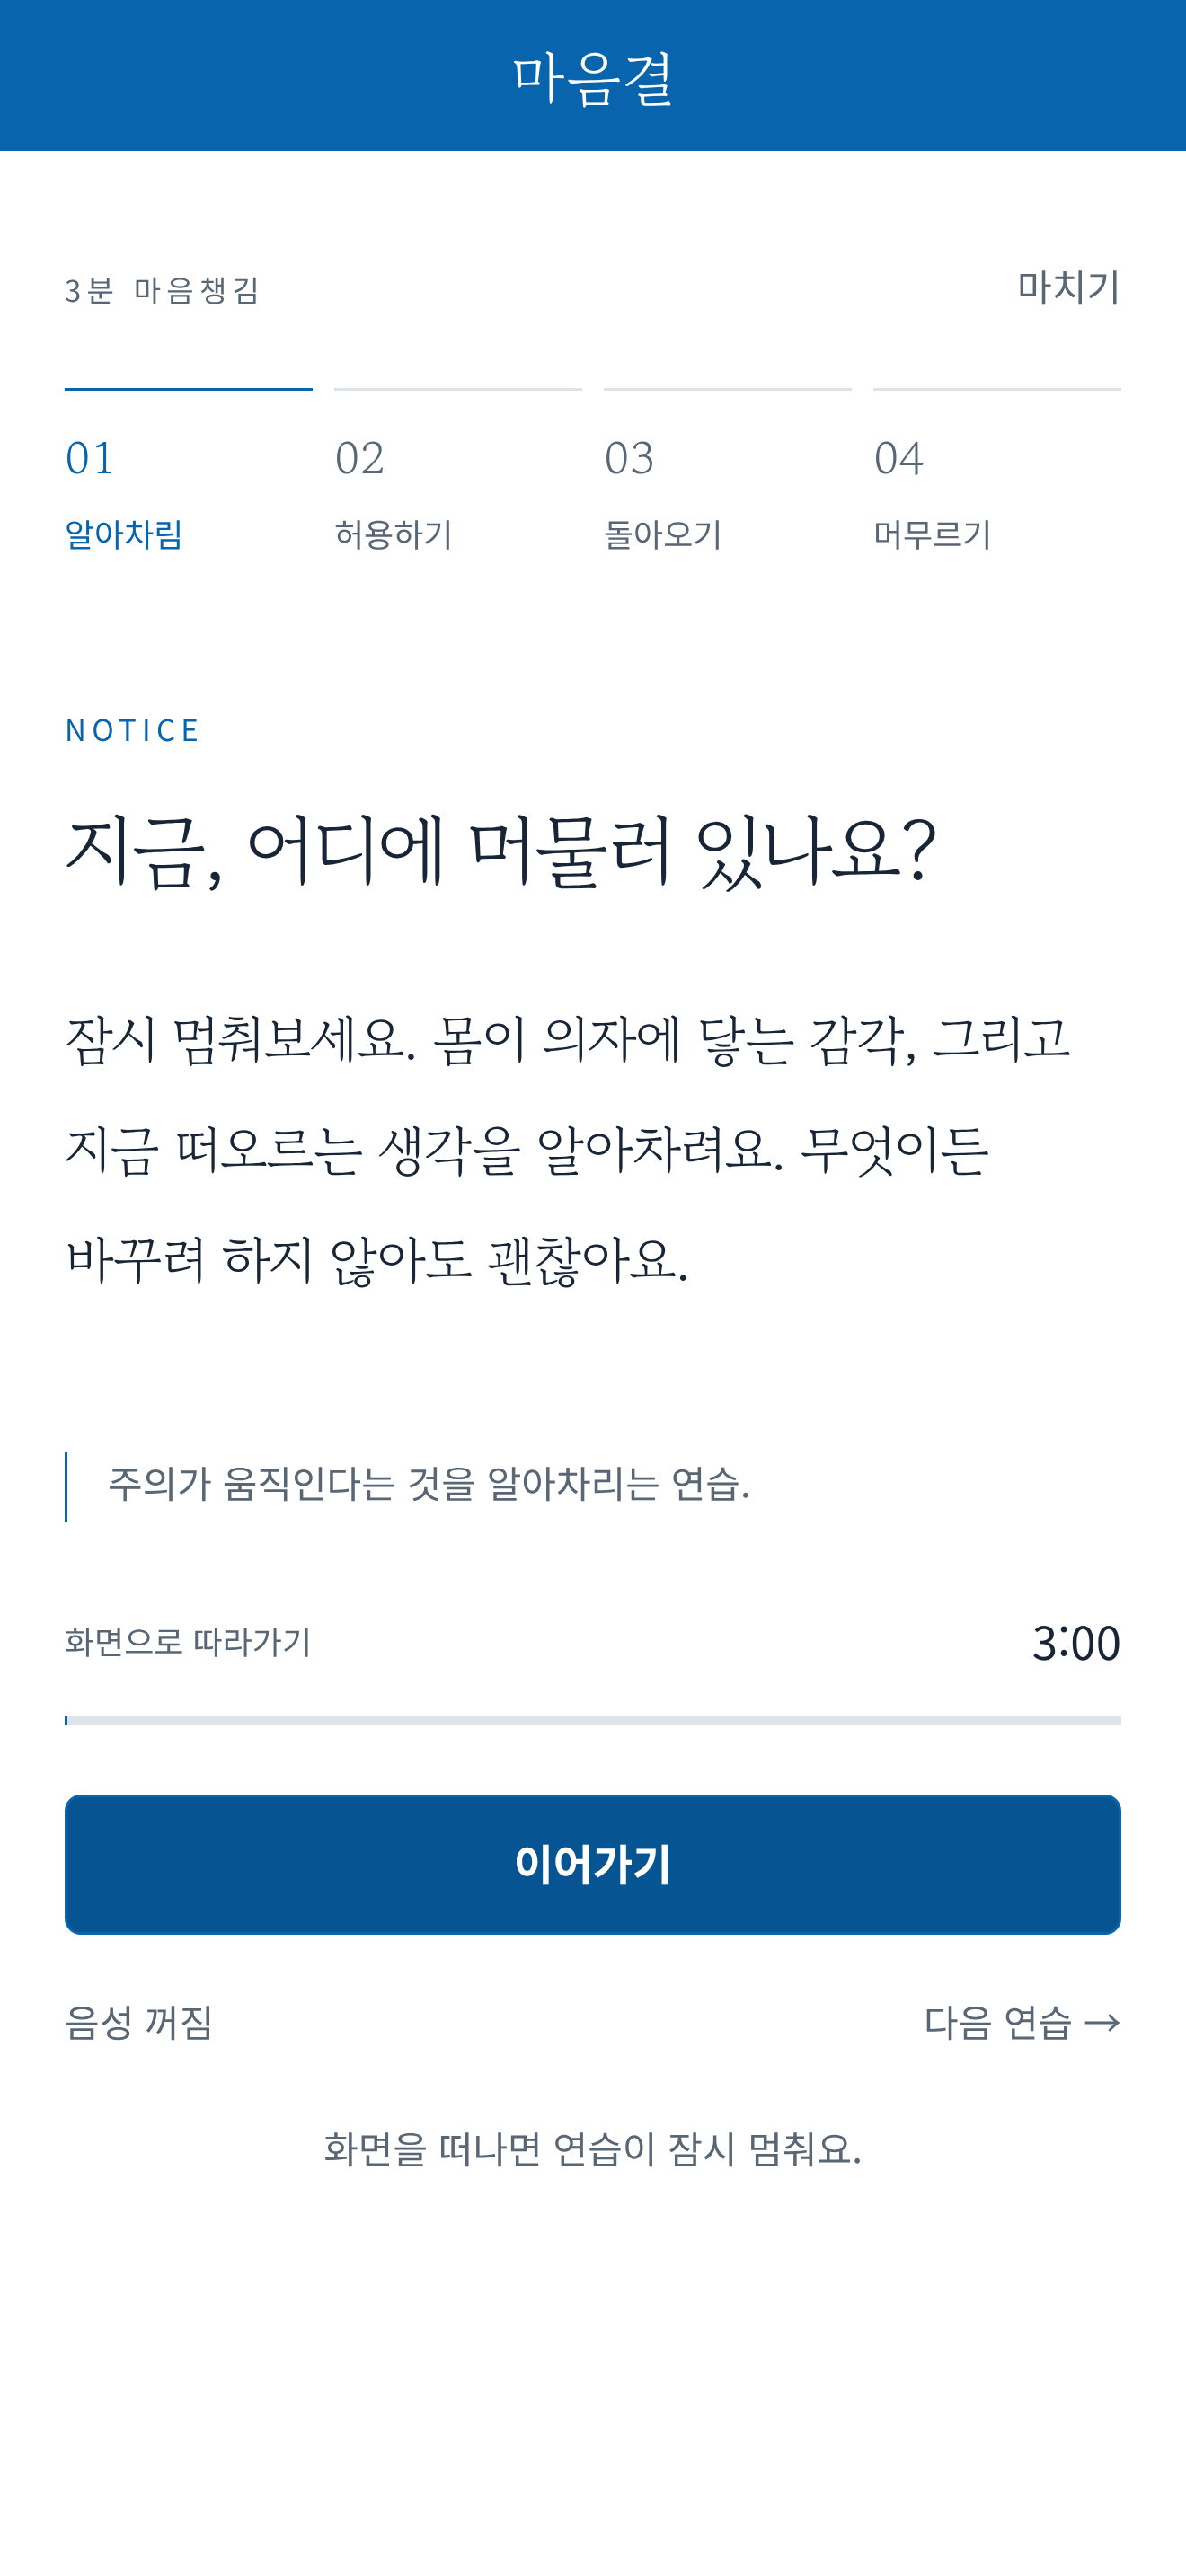 마음결
3분 마음챙김
마치기
01
02
03
04
알아차림
허용하기
돌아오기
머무르기
NOTICE
지금, 어디에 머물러 있나요?
잠시 멈춰보세요. 몸이 의자에 닿는 감각, 그리고
지금 떠오르는 생각을 알아차려요. 무엇이든
바꾸려 하지 않아도 괜찮아요.
주의가 움직인다는 것을 알아차리는 연습.
화면으로 따라가기
3:00
이어가기
음성 꺼짐
다음 연습 →
화면을 떠나면 연습이 잠시 멈춰요.